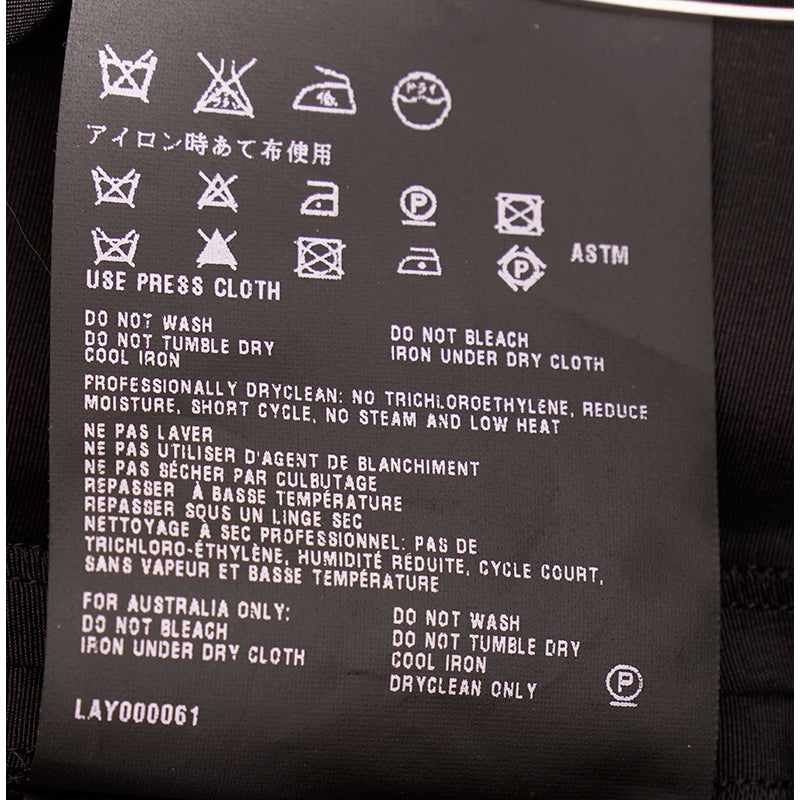 低 ドライ
アイロン時あて布使用
P
P ASTM
USE PRESS CLOTH
DO NOT WASH DO NOT BLEACH
DO NOT TUMBLE DRY IRON UNDER DRY CLOTH
COOL IRON
PROFESSIONALLY DRYCLEAN: NO TRICHLOROETHYLENE, REDUCE
MOISTURE, SHORT CYCLE, NO STEAM AND LOW HEAT
NE PAS LAVER
NE PAS UTILISER D'AGENT DE BLANCHIMENT
NE PAS SÉCHER PAR CULBUTAGE
REPASSER À BASSE TEMPÉRATURE
REPASSER SOUS UN LINGE SEC
NETTOYAGE À SEC PROFESSIONNEL: PAS DE
TRICHLORO-ÉTHYLÈNE, HUMIDITÉ RÉDUITE, CYCLE COURT,
SANS VAPEUR ET BASSE TEMPÉRATURE
FOR AUSTRALIA ONLY: DO NOT WASH
DO NOT BLEACH DO NOT TUMBLE DRY
IRON UNDER DRY CLOTH COOL IRON
DRYCLEAN ONLY P
LAY000061